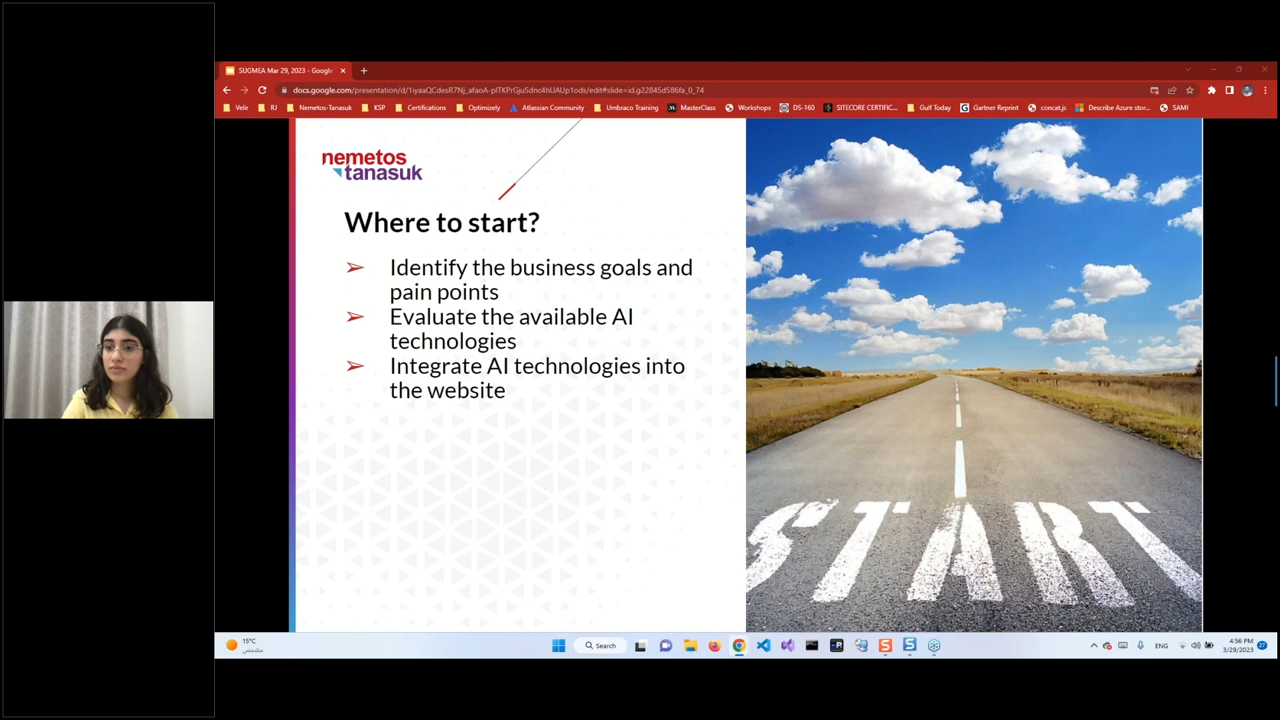 SUGMEA Mar 29, 2023 - Google
docs.google.com/presentation/d/1iyaaQCdesR7Nj_afaoA-pITKPrGjuSdnc4hUAUp1ods/edit#slide=id.g22845d586fa_0_74
Velir
RJ
Nemetos-Tanasuk
KSP
Certifications
Optimizely
Atlassian Community
Umbraco Training
MasterClass
Workshops
DS-160
SITECORE CERTIFIC...
Gulf Today
Gartner Reprint
concat.js
Describe Azure stor...
SAMI
nemetos
tanasuk
Where to start?
➢ Identify the business goals and
pain points
➢ Evaluate the available AI
technologies
➢ Integrate AI technologies into
the website
START
15°C
مشمس
Search
ENG
4:56 PM
3/29/2023
27